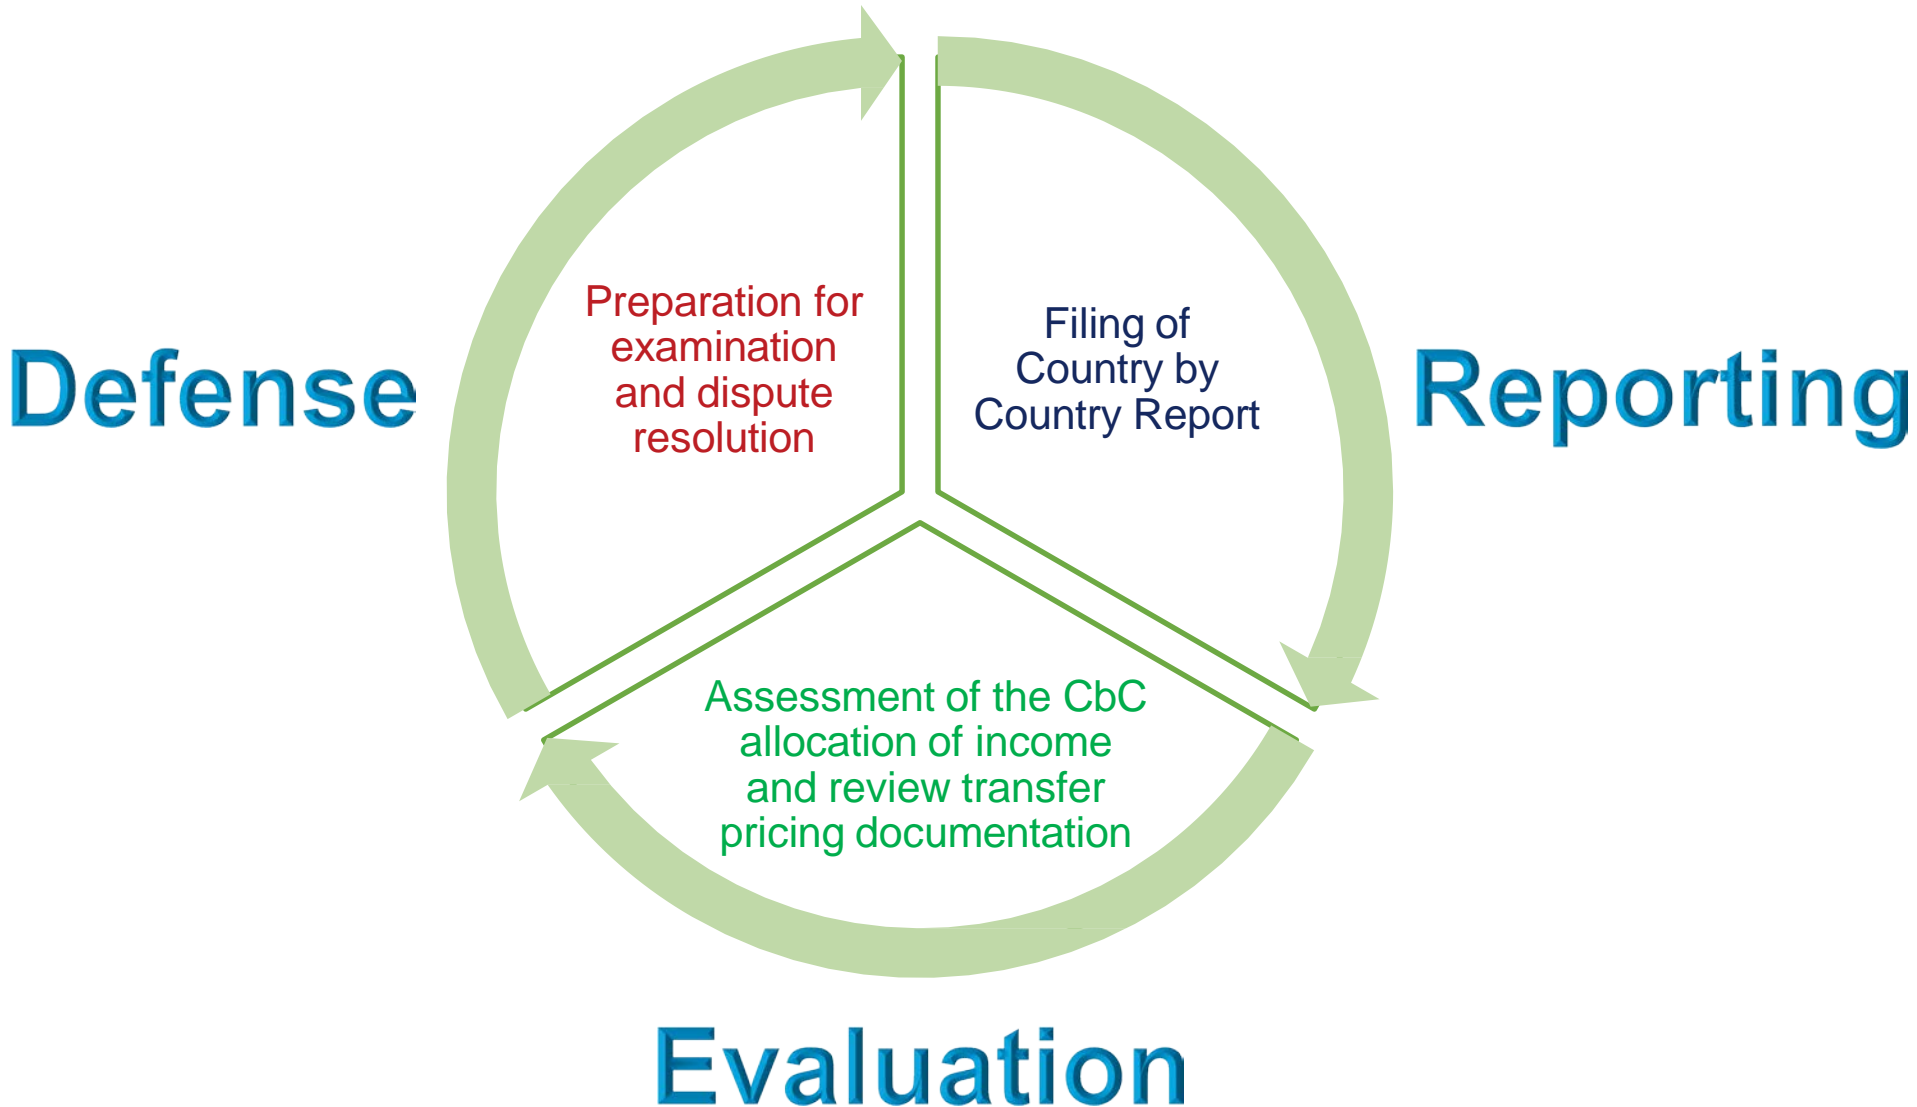 Preparation for
examination
and dispute
resolution
Filing of
Country by
Country Report
Defense
Reporting
Assessment of the CbC
allocation of income
and review transfer
pricing documentation
Evaluation